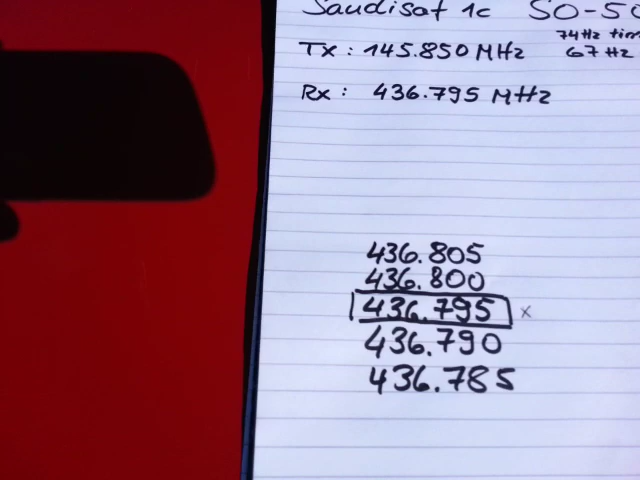 Saudisat 1c SO-50
74Hz tim
Tx: 145.850 MHz 67 Hz
Rx: 436.795 MHz
436.805
436.800
436.795 x
436.790
436.785